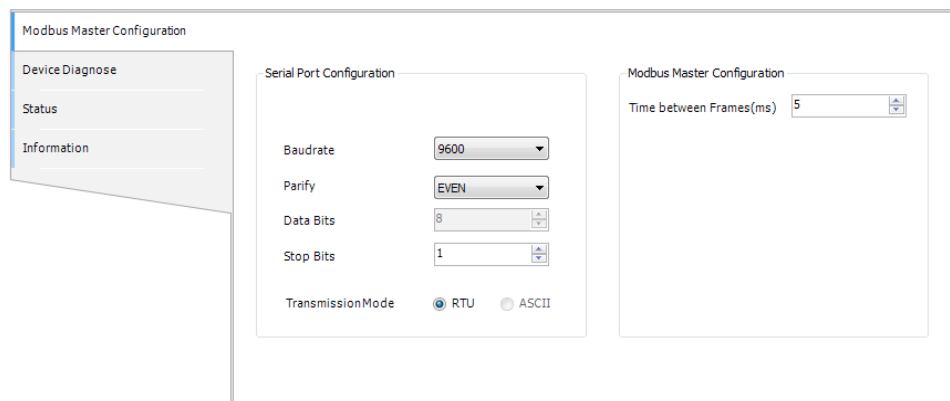 Modbus Master Configuration
Device Diagnose
Status
Information
Serial Port Configuration
Baudrate 9600
Parify EVEN
Data Bits 8
Stop Bits 1
TransmissionMode RTU ASCII
Modbus Master Configuration
Time between Frames(ms) 5